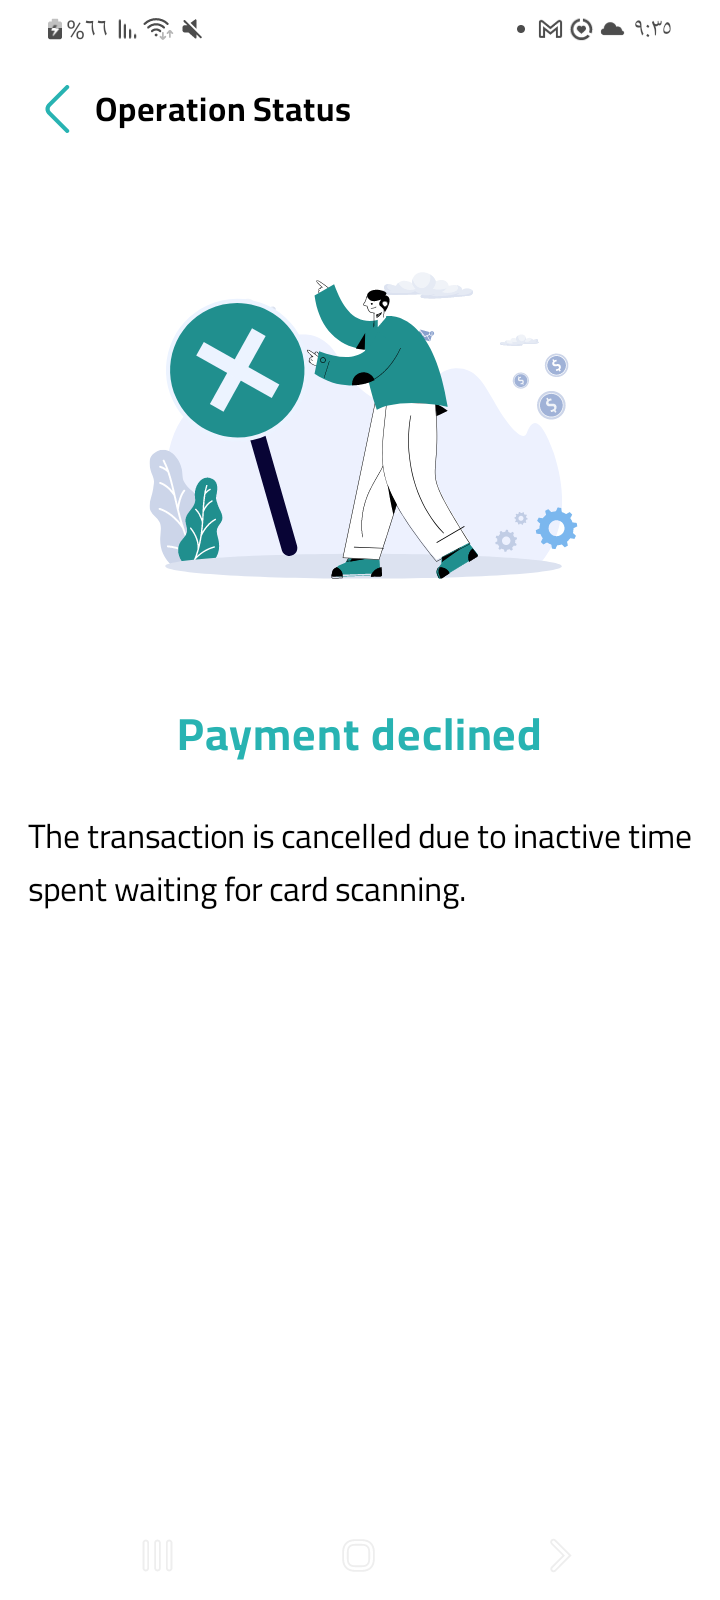 %٦٦
٩:٣٥
Operation Status
Payment declined
The transaction is cancelled due to inactive time
spent waiting for card scanning.